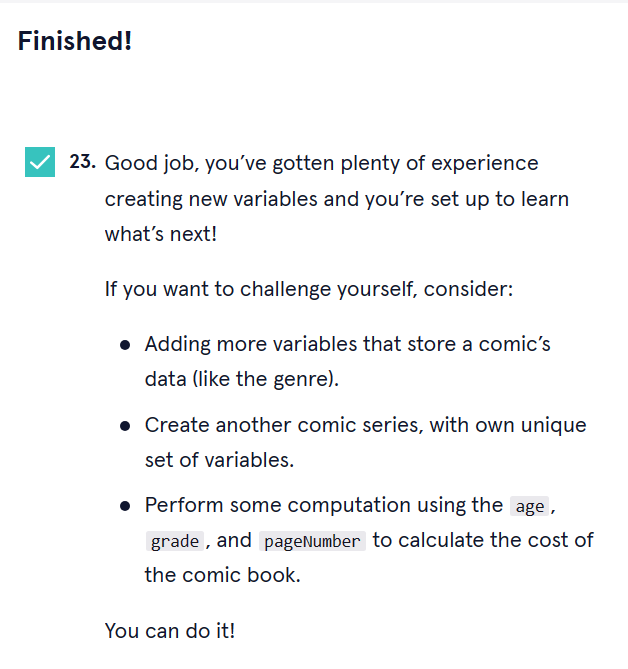 Finished!
23. Good job, you’ve gotten plenty of experience
creating new variables and you’re set up to learn
what’s next!
If you want to challenge yourself, consider:
• Adding more variables that store a comic’s
data (like the genre).
• Create another comic series, with own unique
set of variables.
• Perform some computation using the age,
grade, and pageNumber to calculate the cost of
the comic book.
You can do it!